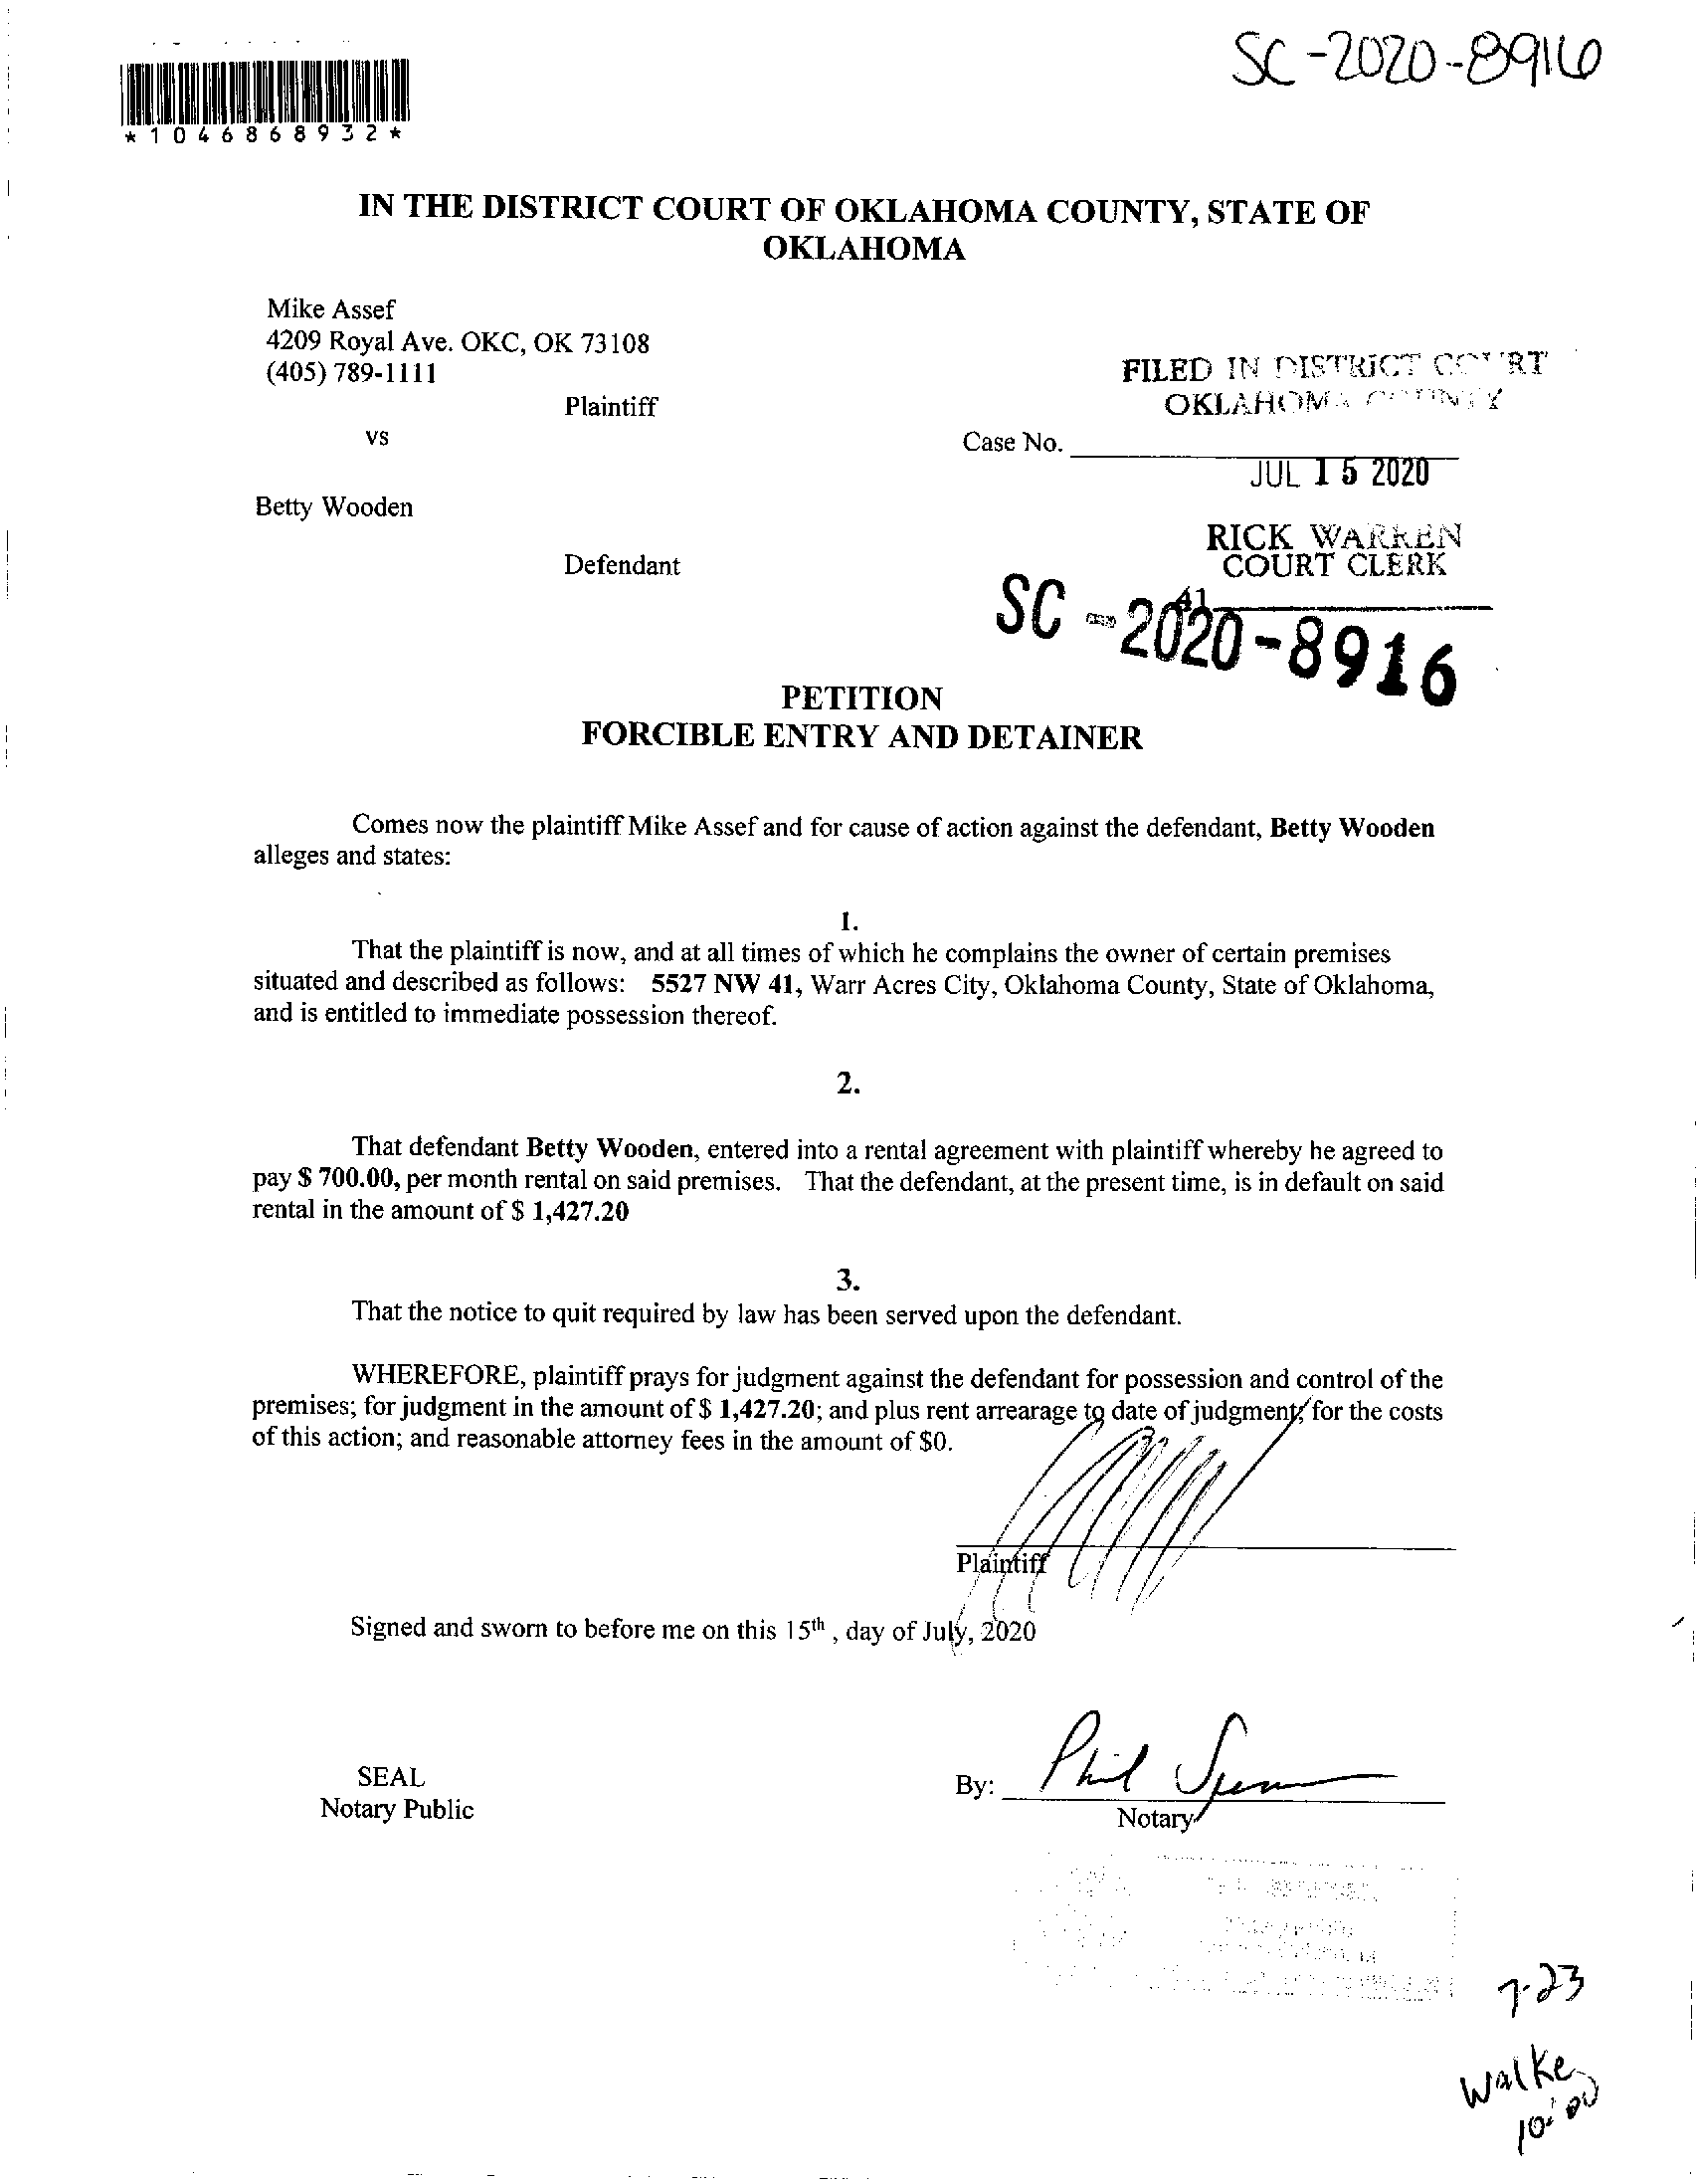 SC-2020-8916
*1046868932*
IN THE DISTRICT COURT OF OKLAHOMA COUNTY, STATE OF
OKLAHOMA
Mike Assef
4209 Royal Ave. OKC, OK 73108
(405) 789-1111
Plaintiff
vs
FILED IN DISTRICT COURT
OKLAHOMA COUNTY
Case No.
JUL 15 2020
Betty Wooden
RICK WARREN
COURT CLERK
Defendant
41
SC-2020-8916
PETITION
FORCIBLE ENTRY AND DETAINER
Comes now the plaintiff Mike Assef and for cause of action against the defendant, Betty Wooden
alleges and states:
1.
That the plaintiff is now, and at all times of which he complains the owner of certain premises
situated and described as follows: 5527 NW 41, Warr Acres City, Oklahoma County, State of Oklahoma,
and is entitled to immediate possession thereof.
2.
That defendant Betty Wooden, entered into a rental agreement with plaintiff whereby he agreed to
pay $ 700.00, per month rental on said premises. That the defendant, at the present time, is in default on said
rental in the amount of $ 1,427.20
3.
That the notice to quit required by law has been served upon the defendant.
WHEREFORE, plaintiff prays for judgment against the defendant for possession and control of the
premises; for judgment in the amount of $ 1,427.20; and plus rent arrearage to date of judgment; for the costs
of this action; and reasonable attorney fees in the amount of $0.
Plaintiff
Signed and sworn to before me on this 15th , day of July, 2020
SEAL
Notary Public
By: Phil
Notary
7-23
Walke
10:00